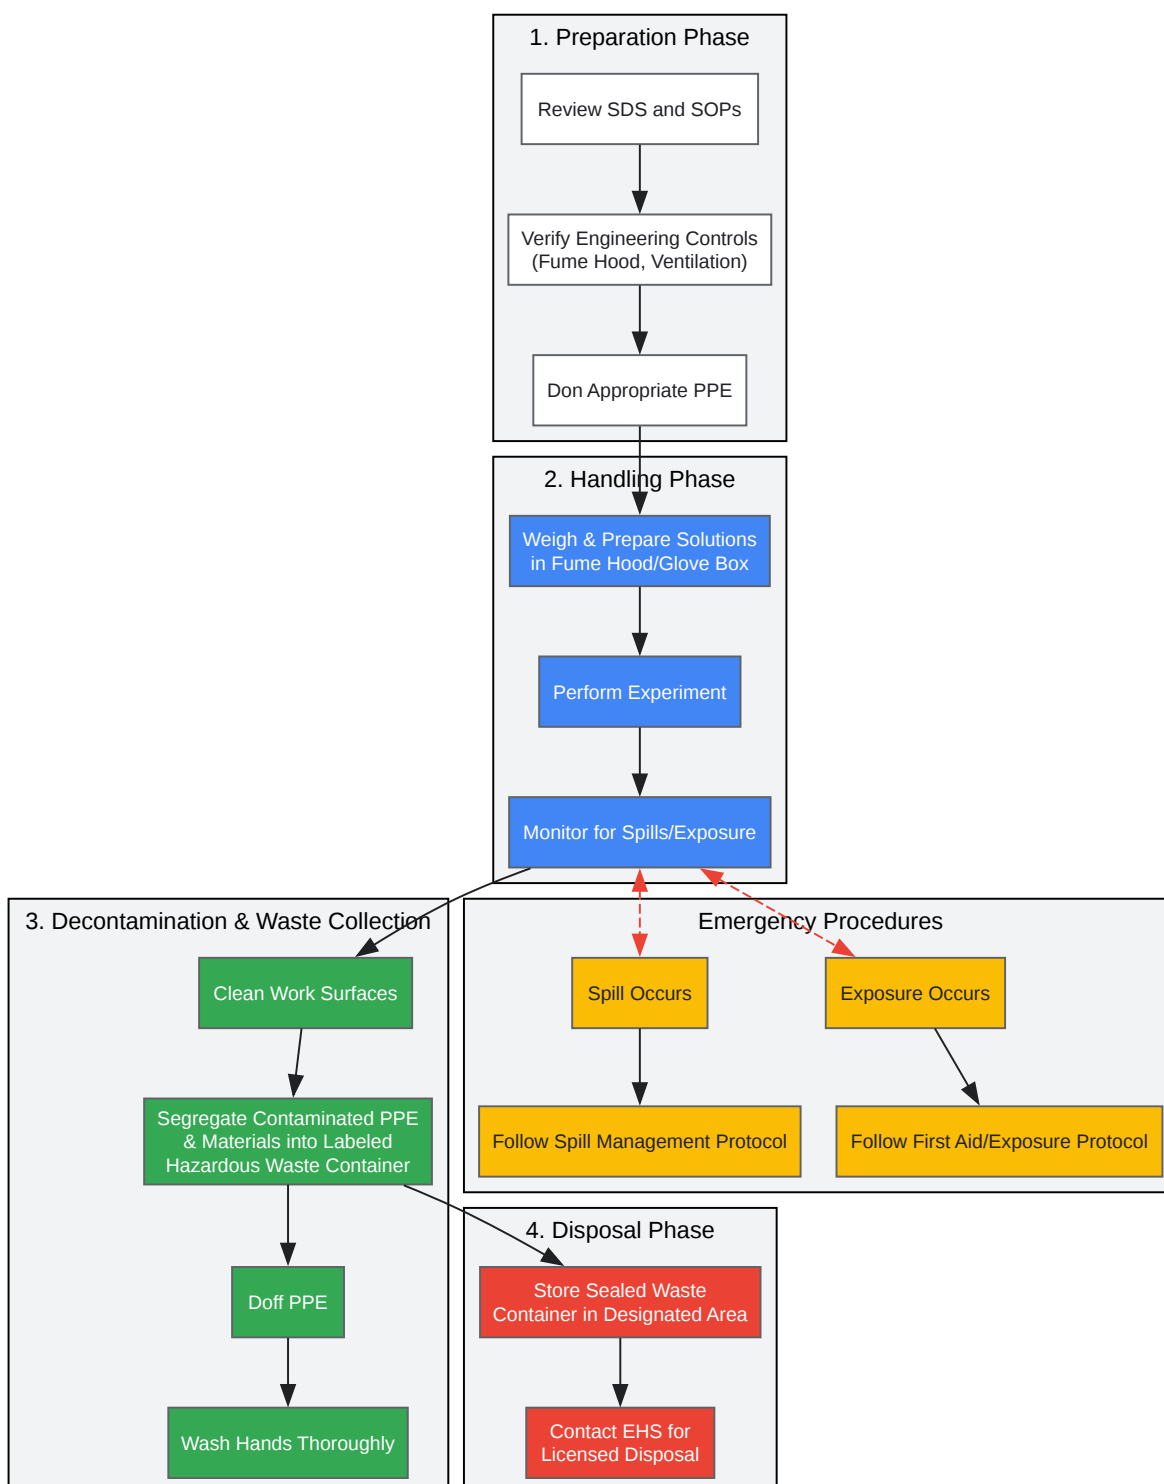 1. Preparation Phase
Review SDS and SOPs
Verify Engineering Controls
(Fume Hood, Ventilation)
Don Appropriate PPE
2. Handling Phase
Weigh & Prepare Solutions
in Fume Hood/Glove Box
Perform Experiment
Monitor for Spills/Exposure
3. Decontamination & Waste Collection
Clean Work Surfaces
Segregate Contaminated PPE
& Materials into Labeled
Hazardous Waste Container
Doff PPE
Wash Hands Thoroughly
Emergency Procedures
Spill Occurs
Exposure Occurs
Follow Spill Management Protocol
Follow First Aid/Exposure Protocol
4. Disposal Phase
Store Sealed Waste
Container in Designated Area
Contact EHS for
Licensed Disposal